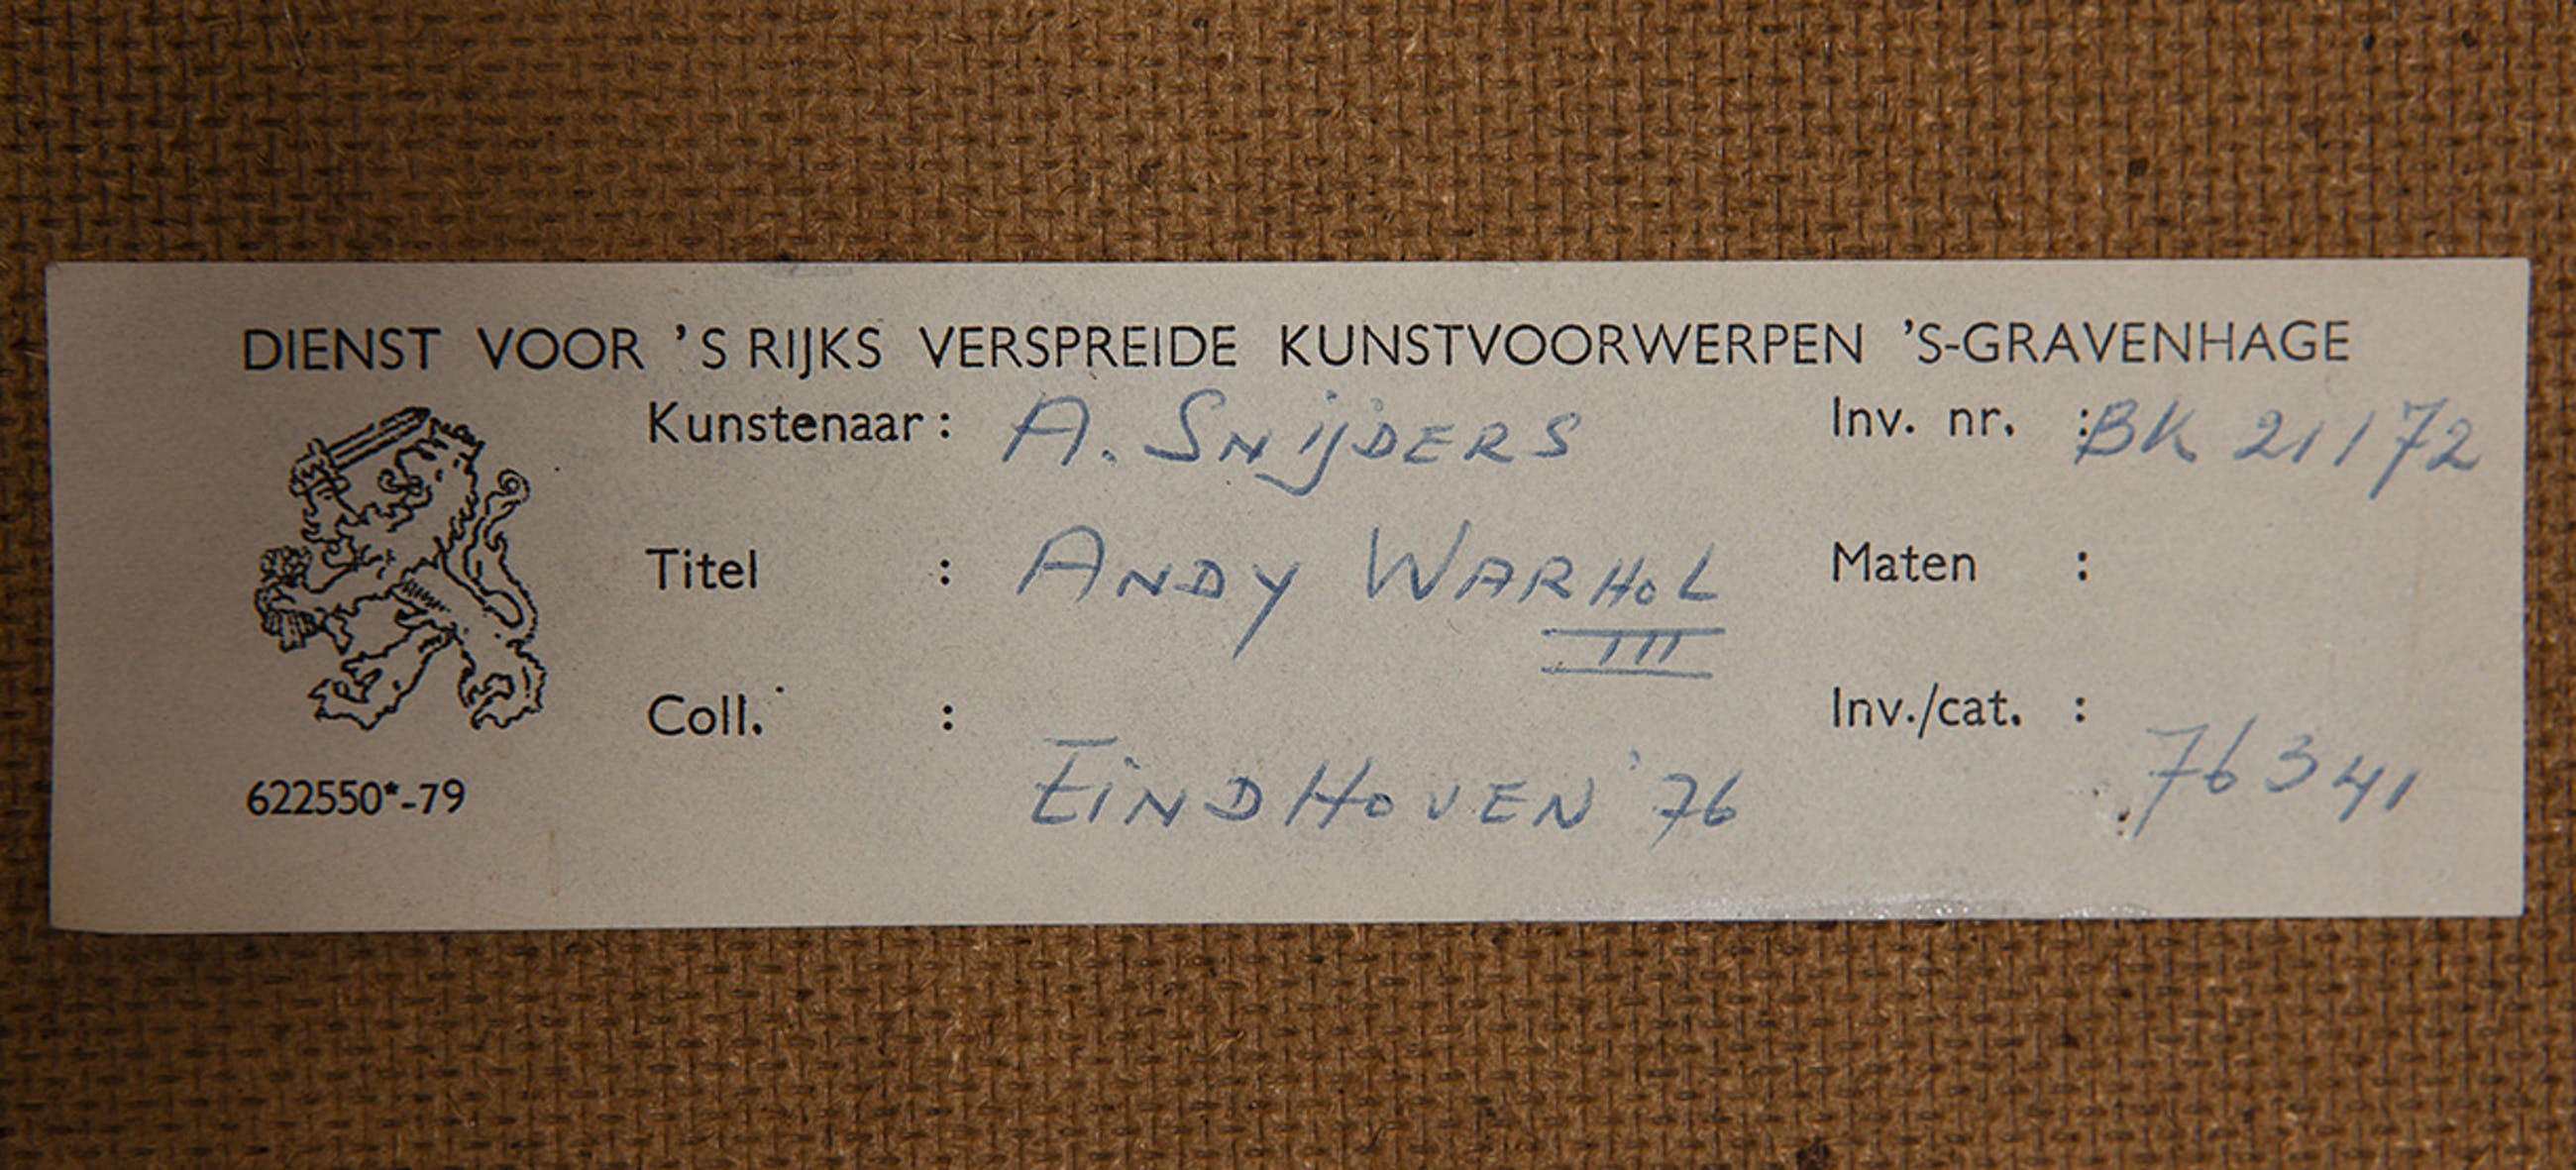 DIENST VOOR 'S RIJKS VERSPREIDE KUNSTVOORWERPEN 'S-GRAVENHAGE
Kunstenaar : A. SNIJDERS Inv. nr. : BK 21172
Titel : ANDY WARHOL Maten :
III
Coll. : Inv./cat. :
EINDHOVEN '76 76341
622550*-79